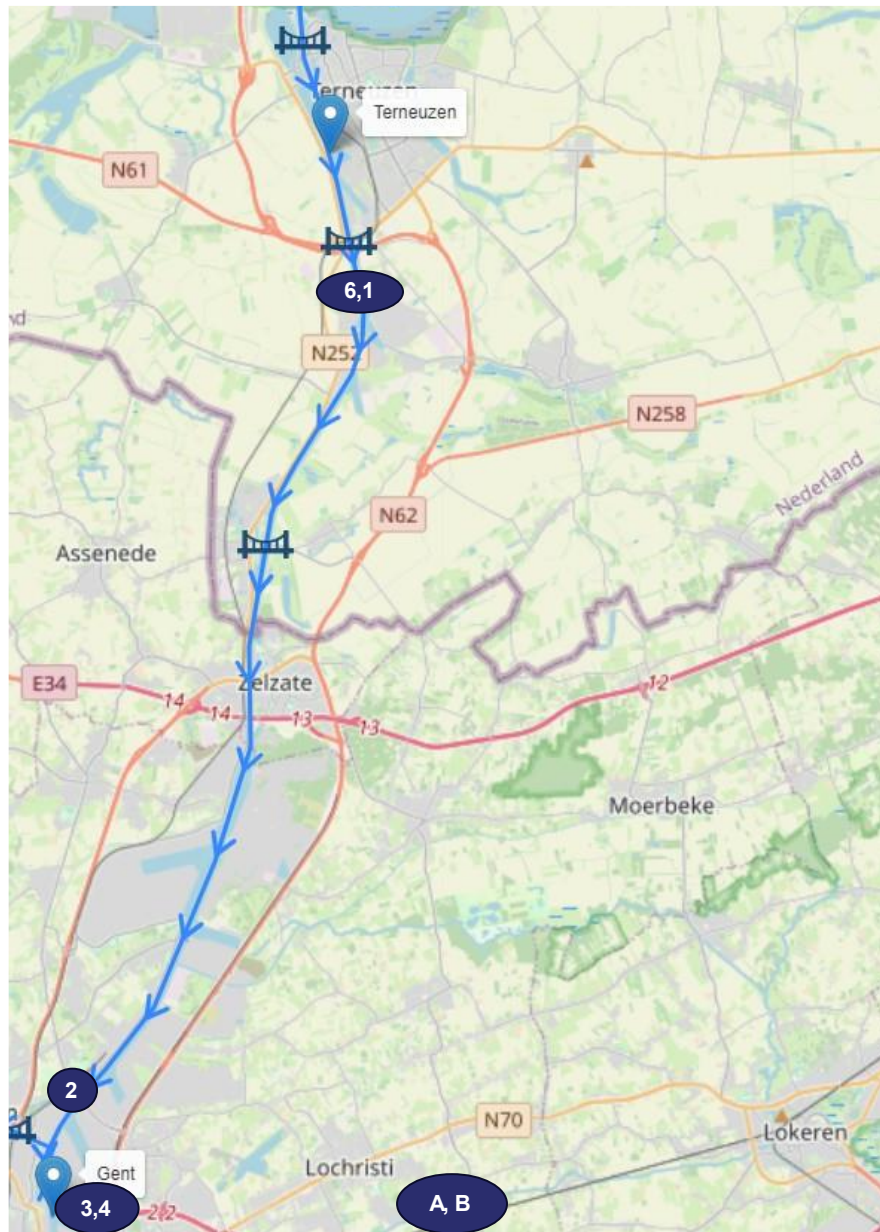 Terneuzen
Terneuzen
N61
6,1
N252
N258
Nederland
N62
Assenede
E34
14
14
Zelzate
13
13
12
Moerbeke
2
N70
Lokeren
Lochristi
Gent
3,4
A, B